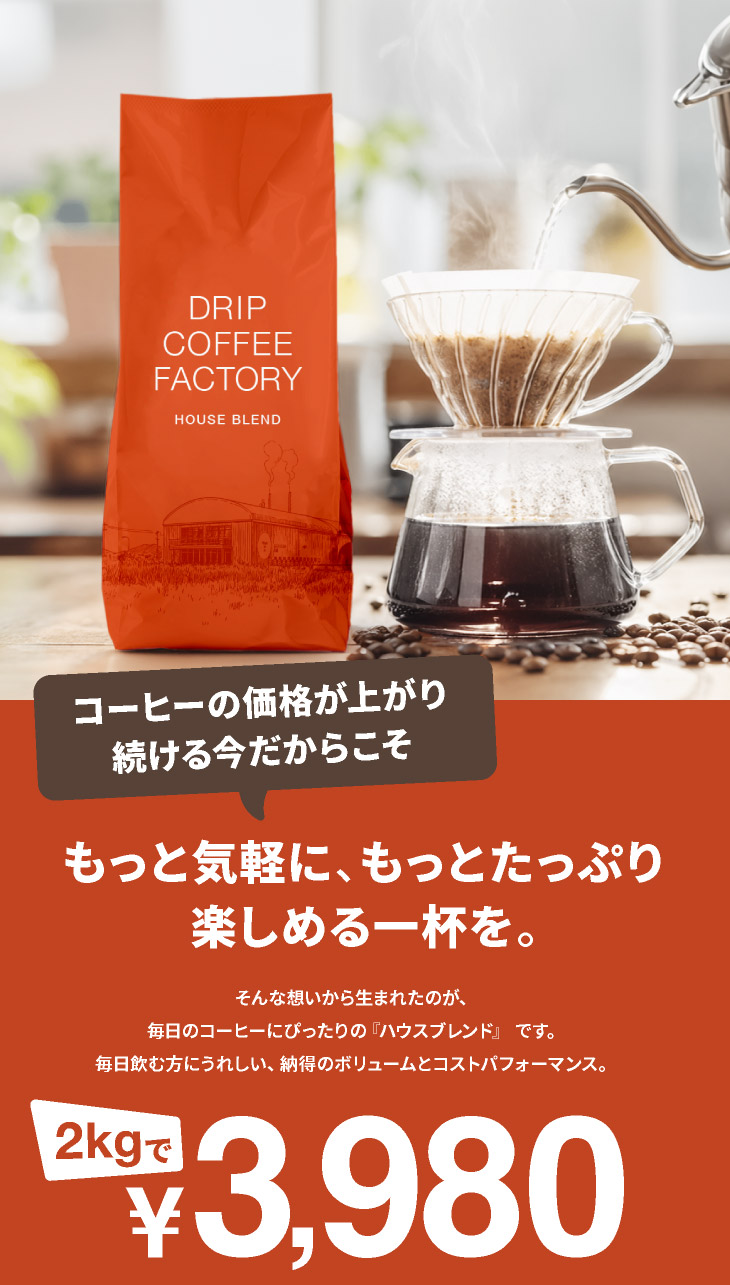 DRIP
COFFEE
FACTORY
HOUSE BLEND
コーヒーの価格が上がり
続ける今だからこそ
もっと気軽に、もっとたっぷり
楽しめる一杯を。
そんな想いから生まれたのが、
毎日のコーヒーにぴったりの『ハウスブレンド』 です。
毎日飲む方にうれしい、納得のボリュームとコストパフォーマンス。
2kgで
¥3,980